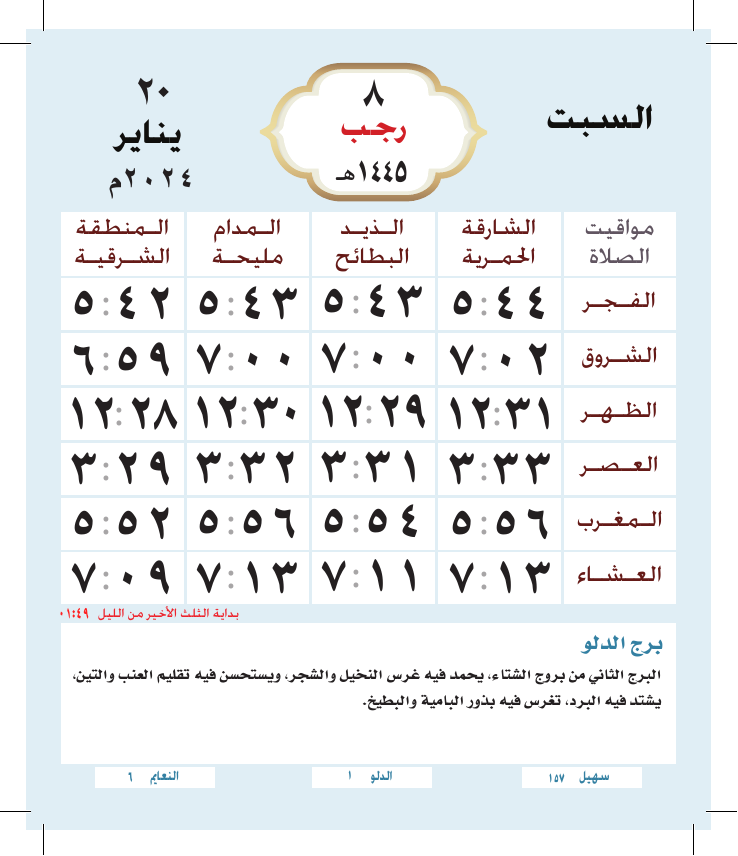 السبت
٨
رجب
١٤٤٥هـ
٢٠
يناير
٢٠٢٤م
مواقيت الصلاة	الشارقة الحمرية	الذيد البطائح	المدام مليحة	المنطقة الشرقية
الفجر	٥:٤٤	٥:٤٣	٥:٤٣	٥:٤٢
الشروق	٧:٠٢	٧:٠٠	٧:٠٠	٦:٥٩
الظهر	١٢:٣١	١٢:٢٩	١٢:٣٠	١٢:٢٨
العصر	٣:٣٣	٣:٣١	٣:٣٢	٣:٢٩
المغرب	٥:٥٦	٥:٥٤	٥:٥٦	٥:٥٢
العشاء	٧:١٣	٧:١١	٧:١٣	٧:٠٩
بداية الثلث الأخير من الليل ٠١:٤٩
برج الدلو
البرج الثاني من بروج الشتاء، يحمد فيه غرس النخيل والشجر، ويستحسن فيه تقليم العنب والتين،
يشتد فيه البرد، تغرس فيه بذور البامية والبطيخ.
سهيل ١٥٧
الدلو ١
النعايم ٦